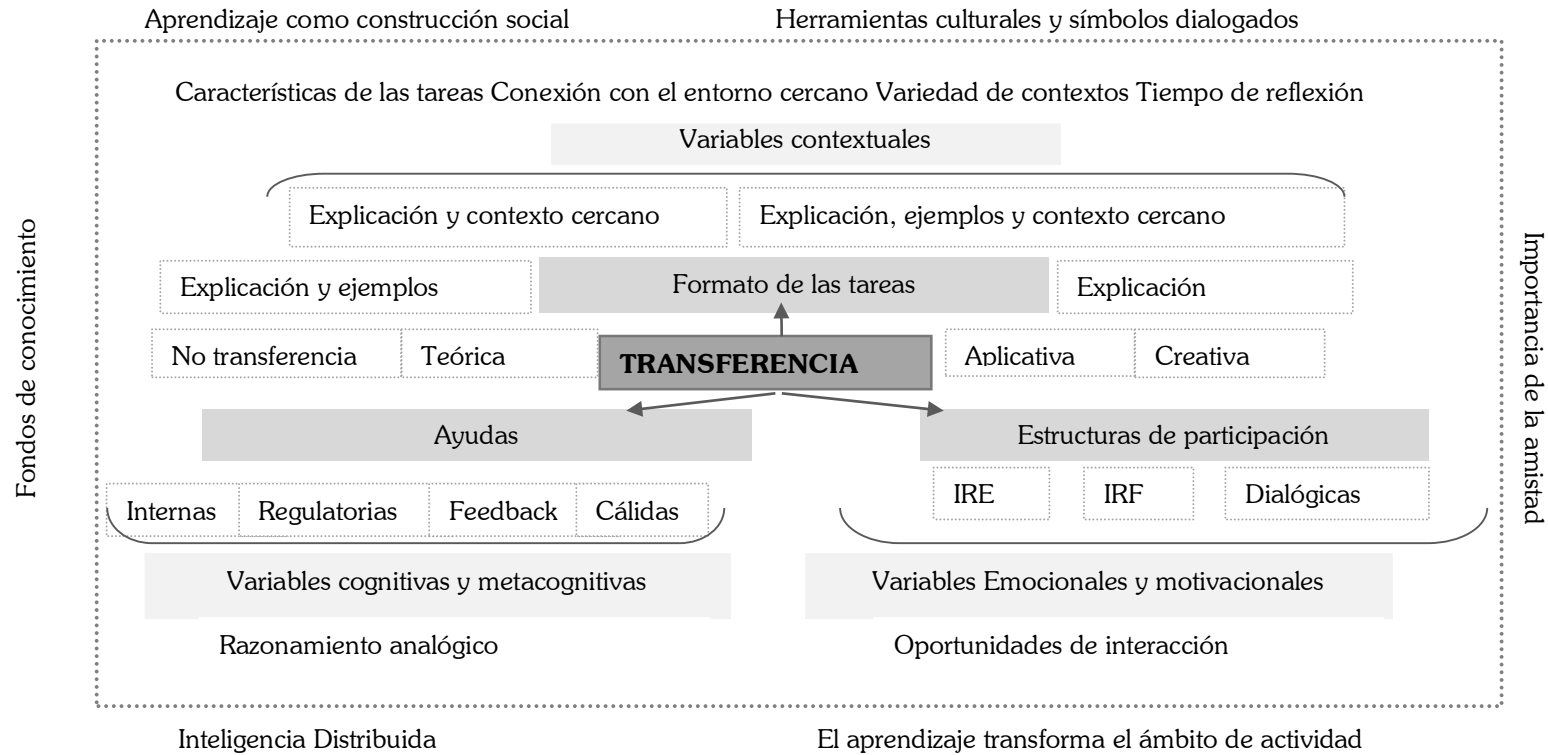 Aprendizaje como construcción social
Herramientas culturales y símbolos dialogados
Características de las tareas Conexión con el entorno cercano Variedad de contextos Tiempo de reflexión
Variables contextuales
Explicación y contexto cercano
Explicación, ejemplos y contexto cercano
Explicación y ejemplos
Formato de las tareas
Explicación
No transferencia
Teórica
TRANSFERENCIA
Aplicativa
Creativa
Ayudas
Estructuras de participación
Internas
Regulatorias
Feedback
Cálidas
IRE
IRF
Dialógicas
Variables cognitivas y metacognitivas
Variables Emocionales y motivacionales
Razonamiento analógico
Oportunidades de interacción
Inteligencia Distribuida
El aprendizaje transforma el ámbito de actividad
Fondos de conocimiento
Importancia de la amistad